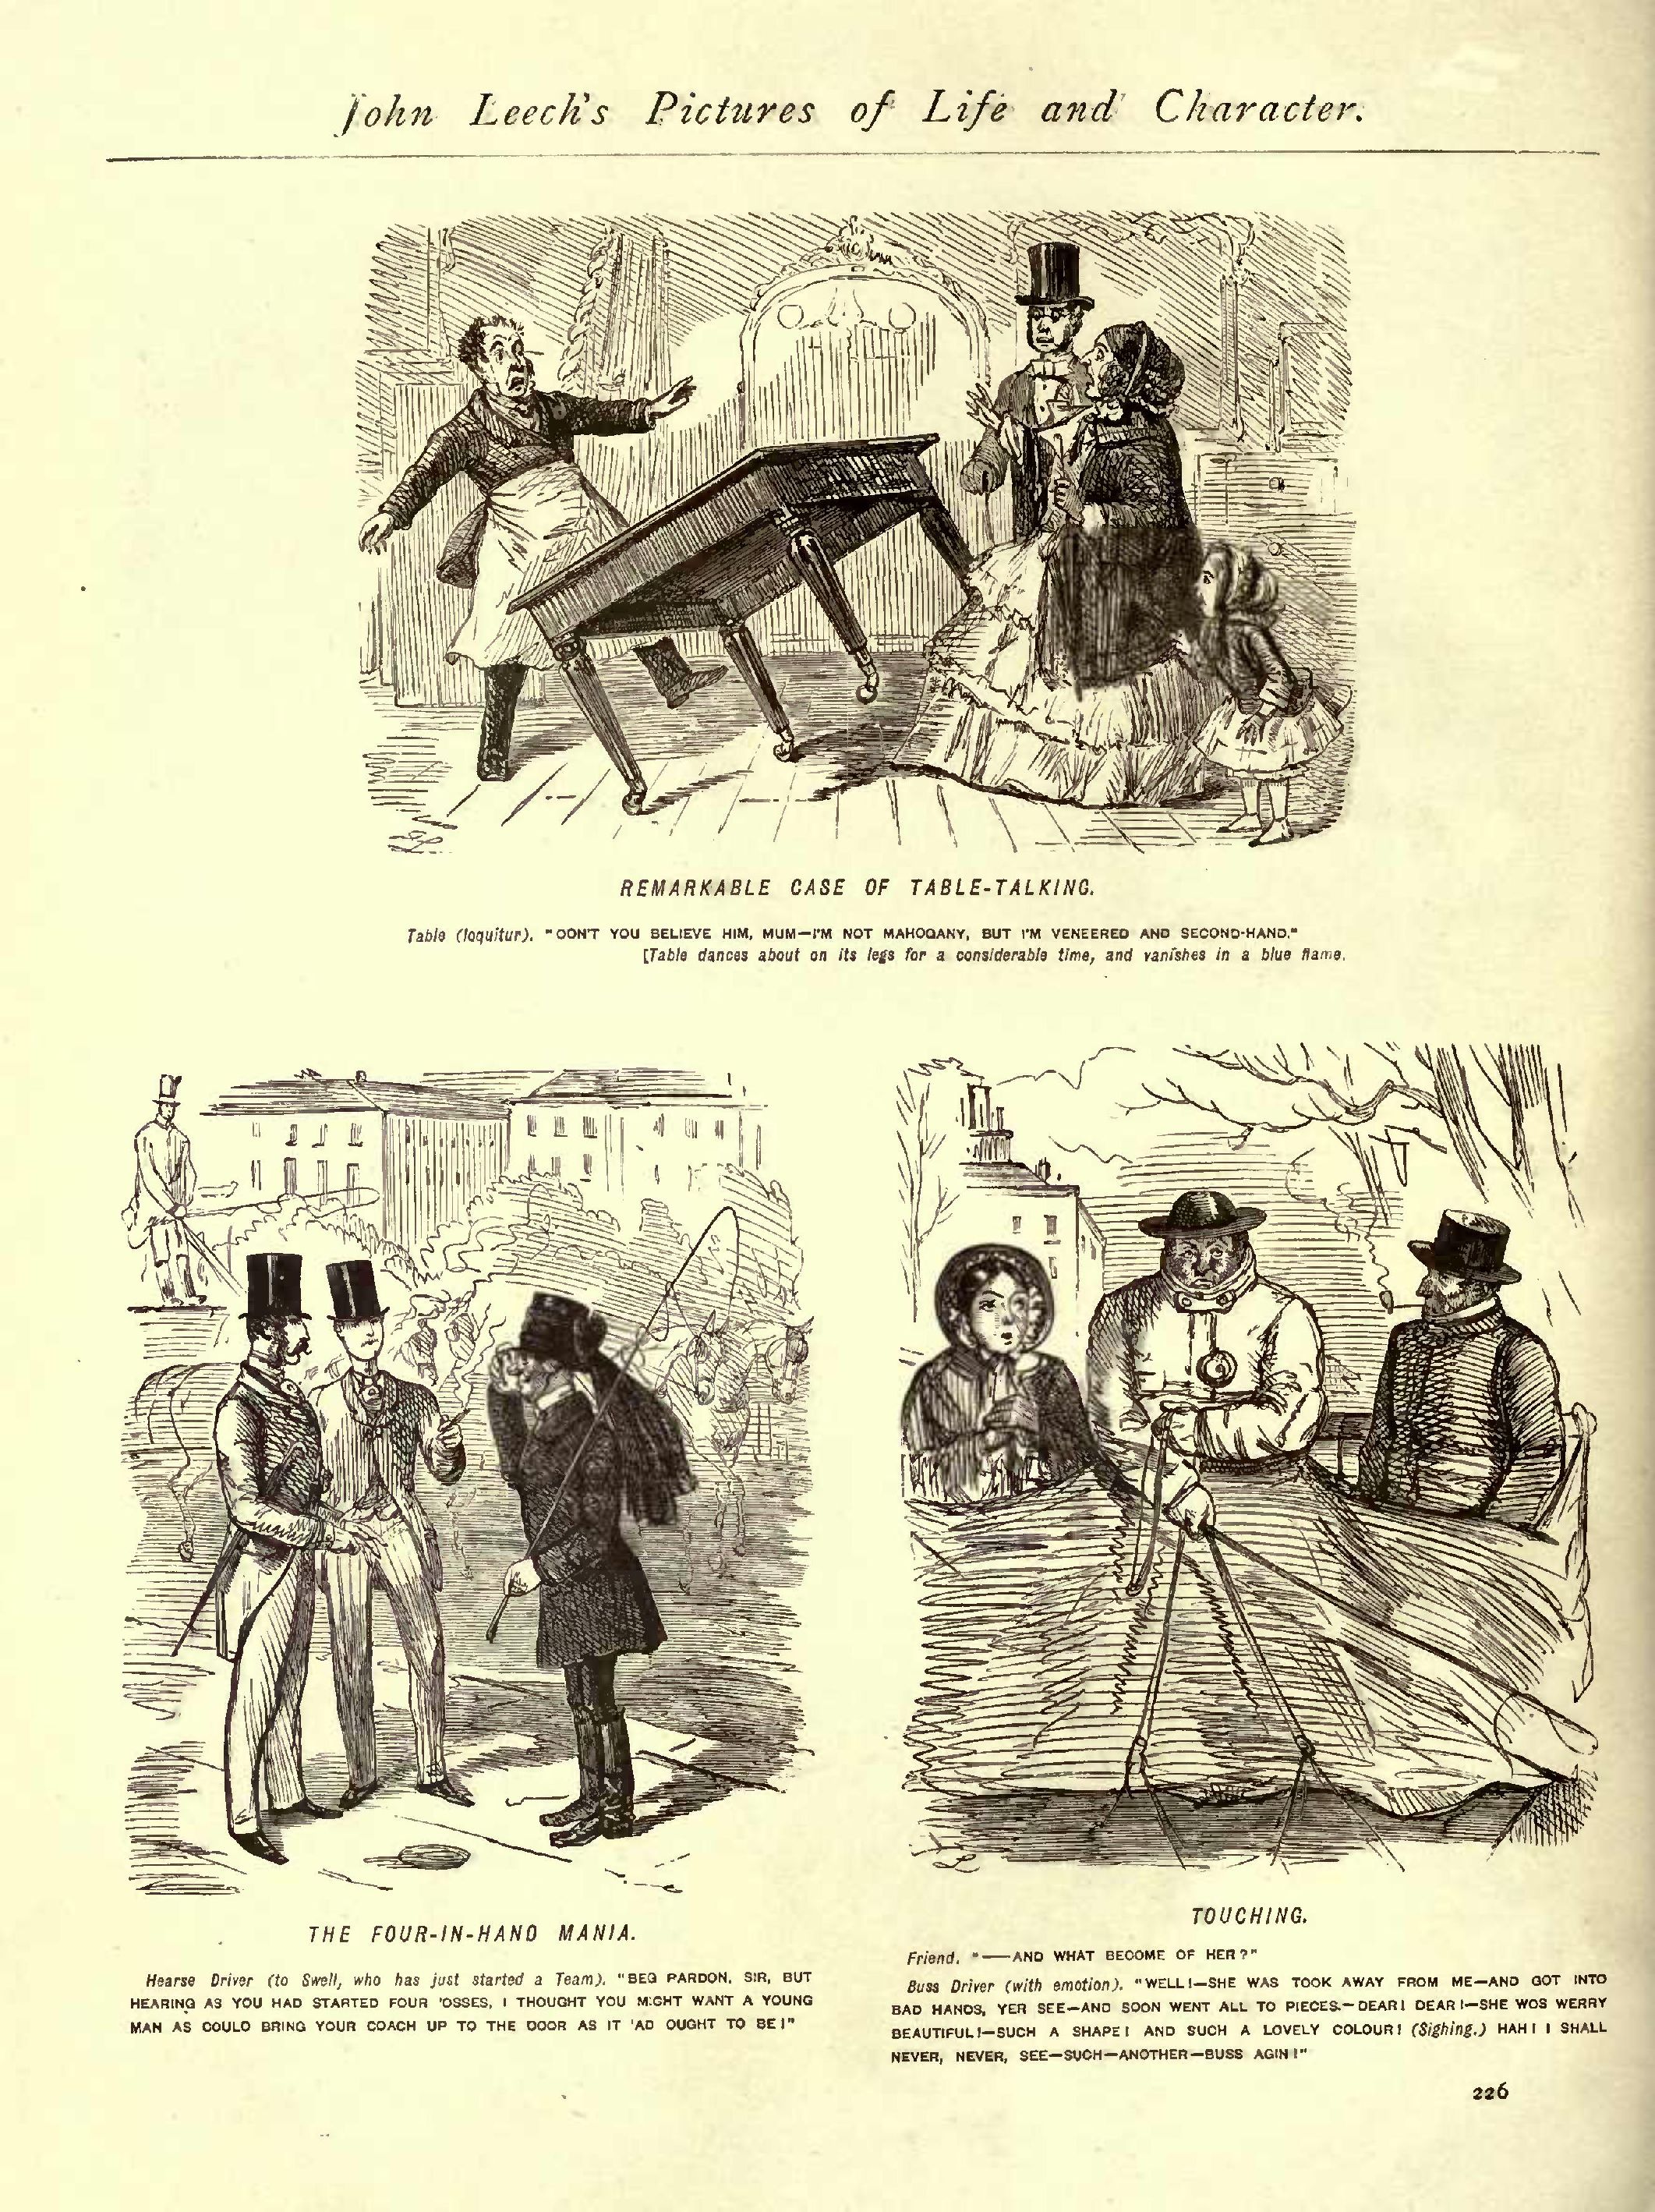 John Leech's Pictures of Life and Character.
REMARKABLE CASE OF TABLE-TALKING.
Table (loquitur). "DON'T YOU BELIEVE HIM, MUM—I'M NOT MAHOGANY, BUT I'M VENEERED AND SECOND-HAND."
[Table dances about on its legs for a considerable time, and vanishes in a blue flame.
THE FOUR-IN-HAND MANIA.
Hearse Driver (to Swell, who has just started a Team). "BEG PARDON, SIR, BUT
HEARING AS YOU HAD STARTED FOUR 'OSSES, I THOUGHT YOU MIGHT WANT A YOUNG
MAN AS COULD BRING YOUR COACH UP TO THE DOOR AS IT 'AD OUGHT TO BE!"
TOUCHING.
Friend. "——AND WHAT BECOME OF HER?"
Buss Driver (with emotion). "WELL!—SHE WAS TOOK AWAY FROM ME—AND GOT INTO
BAD HANDS, YER SEE—AND SOON WENT ALL TO PIECES.—DEAR! DEAR!—SHE WOS WERRY
BEAUTIFUL!—SUCH A SHAPE! AND SUCH A LOVELY COLOUR! (Sighing.) HAH! I SHALL
NEVER, NEVER, SEE—SUCH—ANOTHER—BUSS AGIN!"
226